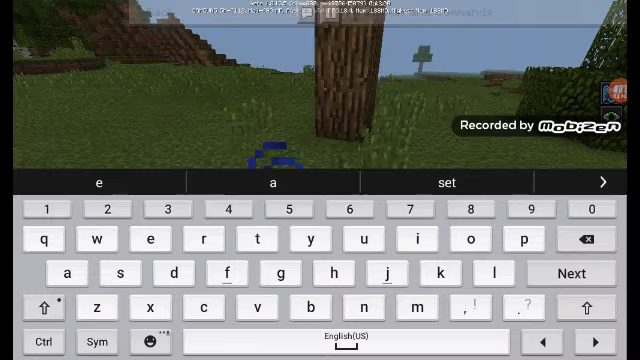 Commands
Recorded by mobizen
e a set
1 2 3 4 5 6 7 8 9 0
q w e r t y u i o p
a s d f g h j k l Next
z x c v b n m , ! . ?
Ctrl Sym English(US)